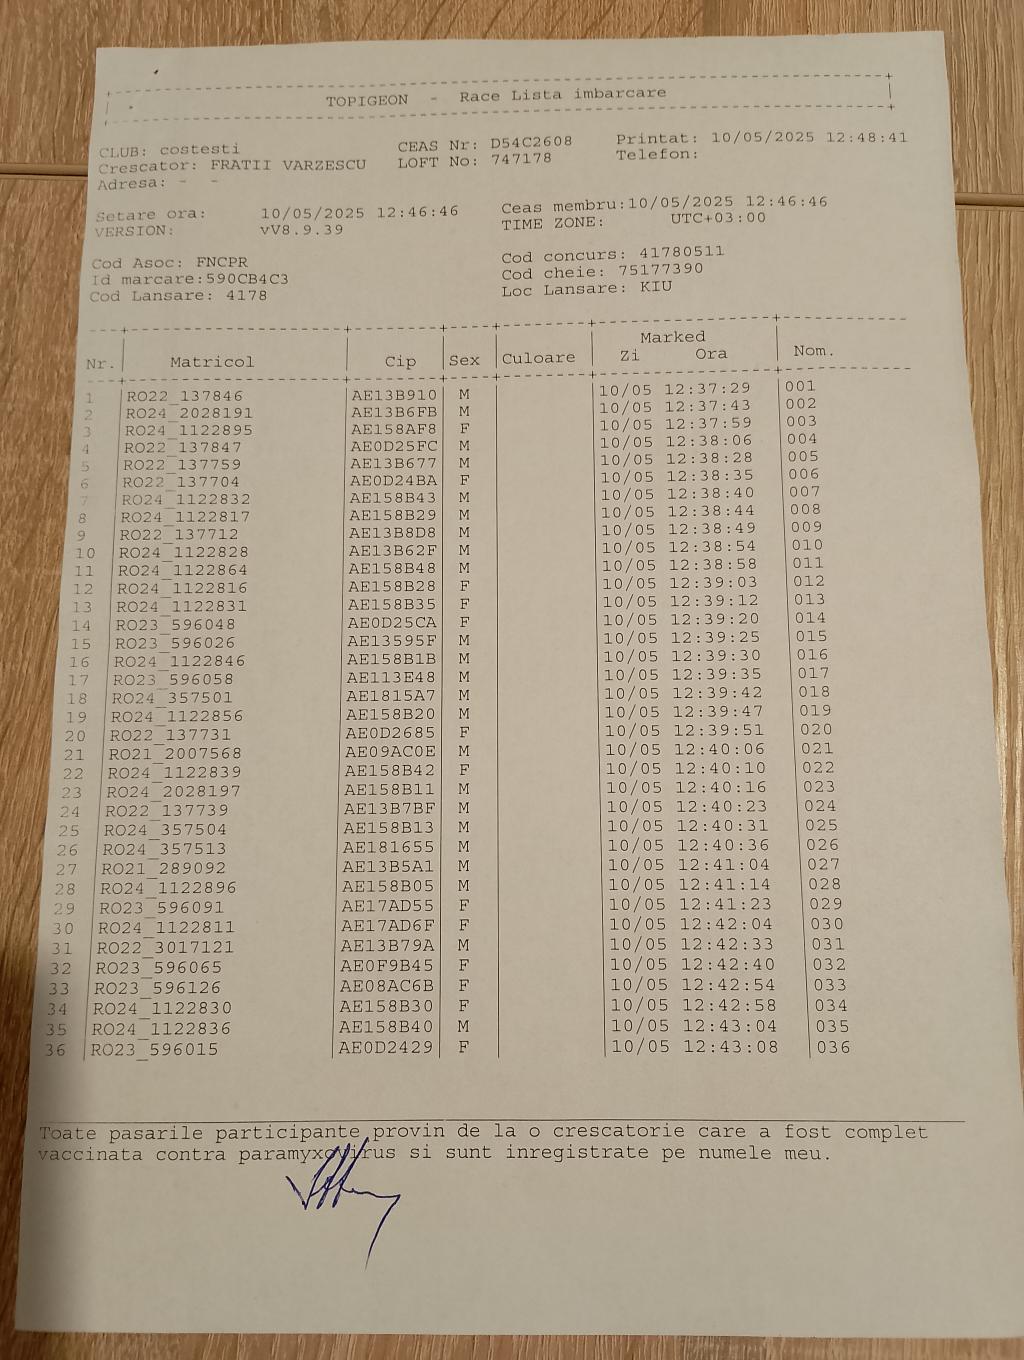 TOPIGEON - Race Lista imbarcare
CLUB: costesti CEAS Nr: D54C2608 Printat: 10/05/2025 12:48:41
Crescator: FRATII VARZESCU LOFT No: 747178 Telefon:
Adresa: - -
Setare ora: 10/05/2025 12:46:46 Ceas membru:10/05/2025 12:46:46
VERSION: vV8.9.39 TIME ZONE: UTC+03:00
Cod Asoc: FNCPR Cod concurs: 41780511
Id marcare:590CB4C3 Cod cheie: 75177390
Cod Lansare: 4178 Loc Lansare: KIU
Marked
Nr. Matricol Cip Sex Culoare Zi Ora Nom.
1 RO22_137846 AE13B910 M 10/05 12:37:29 001
2 RO24_2028191 AE13B6FB M 10/05 12:37:43 002
3 RO24_1122895 AE158AF8 F 10/05 12:37:59 003
4 RO22_137847 AE0D25FC M 10/05 12:38:06 004
5 RO22_137759 AE13B677 M 10/05 12:38:28 005
6 RO22_137704 AE0D24BA F 10/05 12:38:35 006
7 RO24_1122832 AE158B43 M 10/05 12:38:40 007
8 RO24_1122817 AE158B29 M 10/05 12:38:44 008
9 RO22_137712 AE13B8D8 M 10/05 12:38:49 009
10 RO24_1122828 AE13B62F M 10/05 12:38:54 010
11 RO24_1122864 AE158B48 M 10/05 12:38:58 011
12 RO24_1122816 AE158B28 F 10/05 12:39:03 012
13 RO24_1122831 AE158B35 F 10/05 12:39:12 013
14 RO23_596048 AE0D25CA F 10/05 12:39:20 014
15 RO23_596026 AE13595F M 10/05 12:39:25 015
16 RO24_1122846 AE158B1B M 10/05 12:39:30 016
17 RO23_596058 AE113E48 M 10/05 12:39:35 017
18 RO24_357501 AE1815A7 M 10/05 12:39:42 018
19 RO24_1122856 AE158B20 M 10/05 12:39:47 019
20 RO22_137731 AE0D2685 F 10/05 12:39:51 020
21 RO21_2007568 AE09AC0E M 10/05 12:40:06 021
22 RO24_1122839 AE158B42 F 10/05 12:40:10 022
23 RO24_2028197 AE158B11 M 10/05 12:40:16 023
24 RO22_137739 AE13B7BF M 10/05 12:40:23 024
25 RO24_357504 AE158B13 M 10/05 12:40:31 025
26 RO24_357513 AE181655 M 10/05 12:40:36 026
27 RO21_289092 AE13B5A1 M 10/05 12:41:04 027
28 RO24_1122896 AE158B05 M 10/05 12:41:14 028
29 RO23_596091 AE17AD55 F 10/05 12:41:23 029
30 RO24_1122811 AE17AD6F F 10/05 12:42:04 030
31 RO22_3017121 AE13B79A M 10/05 12:42:33 031
32 RO23_596065 AE0F9B45 F 10/05 12:42:40 032
33 RO23_596126 AE08AC6B F 10/05 12:42:54 033
34 RO24_1122830 AE158B30 F 10/05 12:42:58 034
35 RO24_1122836 AE158B40 M 10/05 12:43:04 035
36 RO23_596015 AE0D2429 F 10/05 12:43:08 036
Toate pasarile participante provin de la o crescatorie care a fost complet
vaccinata contra paramyxovirus si sunt inregistrate pe numele meu.